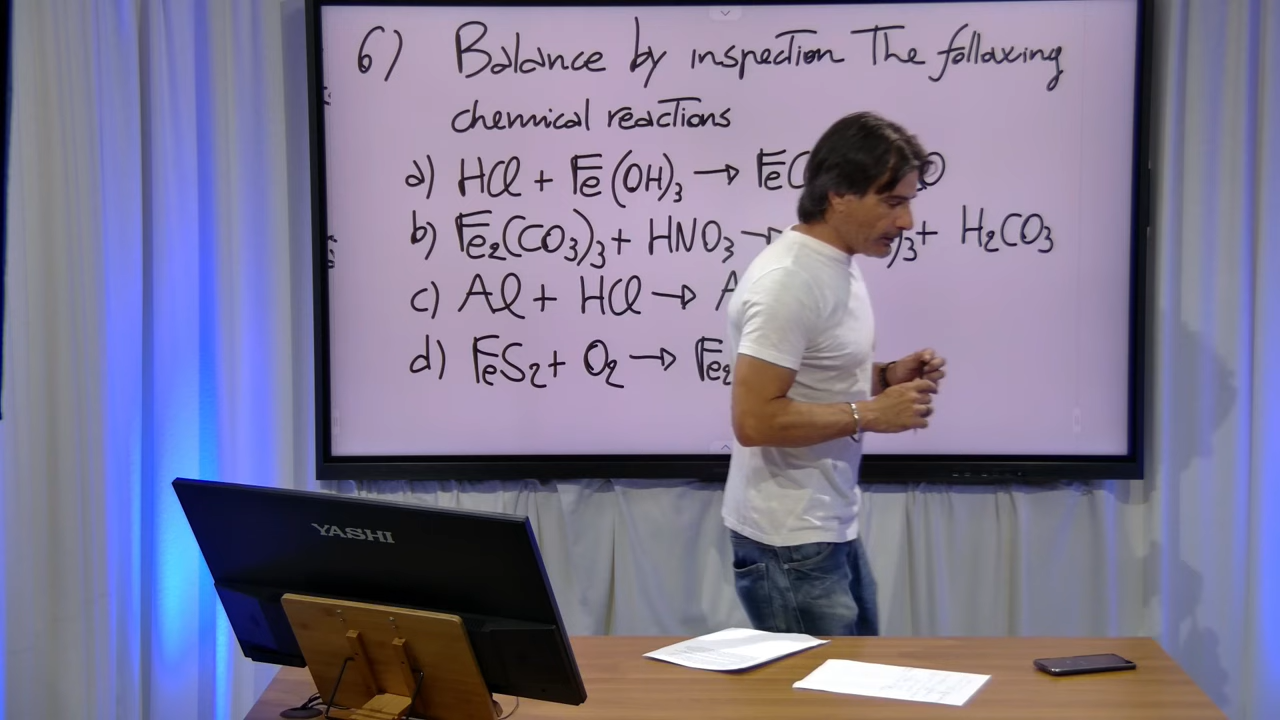 6) Balance by inspection The following
chemical reactions
a) HCl + Fe(OH)₃ → FeC O
b) Fe₂(CO₃)₃ + HNO₃ → )₃ + H₂CO₃
c) Al + HCl → A
d) FeS₂ + O₂ → Fe₂
YASHI